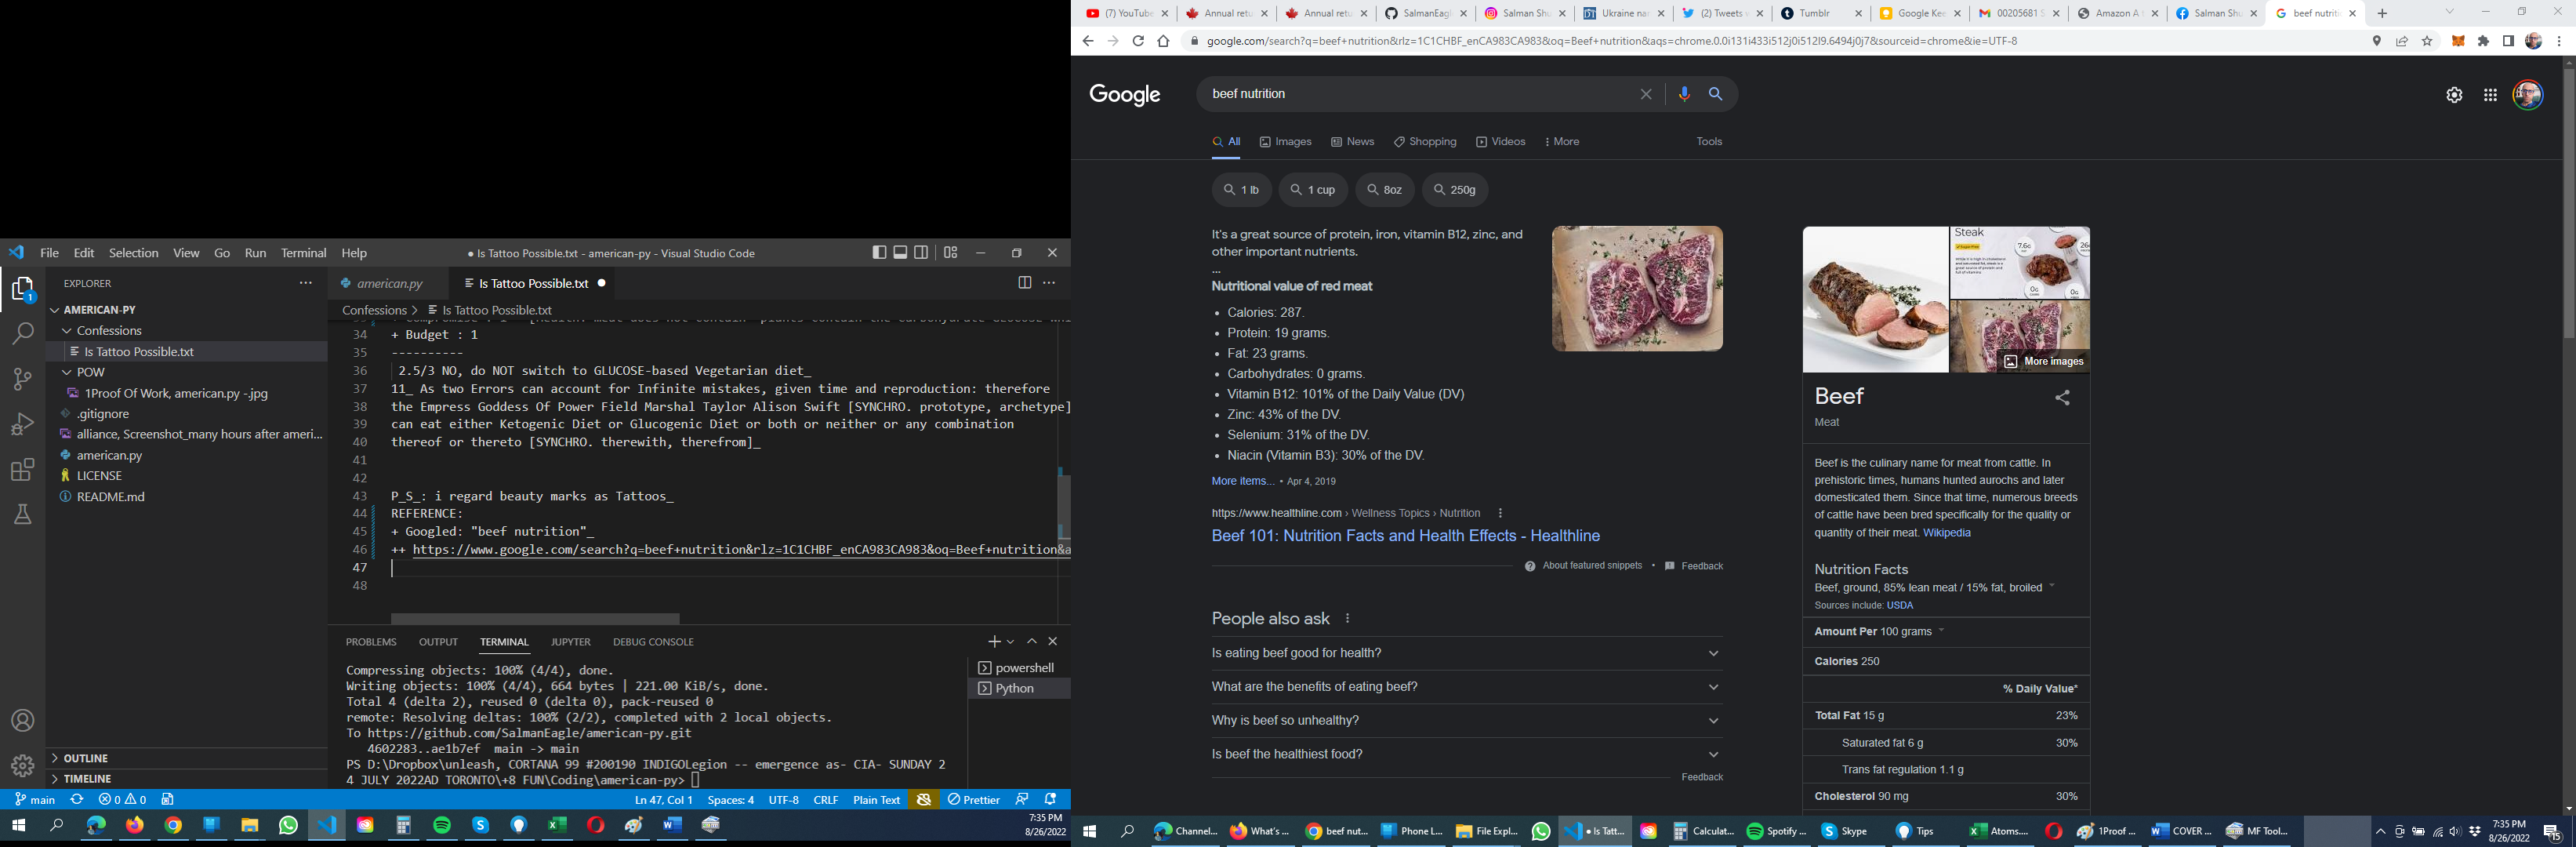 File Edit Selection View Go Run Terminal Help
● Is Tattoo Possible.txt - american-py - Visual Studio Code
EXPLORER
AMERICAN-PY
Confessions
Is Tattoo Possible.txt
POW
1Proof Of Work, american.py -.jpg
.gitignore
alliance, Screenshot_many hours after ameri...
american.py
LICENSE
README.md
OUTLINE
TIMELINE
american.py
Is Tattoo Possible.txt ●
Confessions > Is Tattoo Possible.txt
34 + Budget : 1
35 ----------
36 2.5/3 NO, do NOT switch to GLUCOSE-based Vegetarian diet_
37 11_ As two Errors can account for Infinite mistakes, given time and reproduction: therefore
38 the Empress Goddess Of Power Field Marshal Taylor Alison Swift [SYNCHRO. prototype, archetype]
39 can eat either Ketogenic Diet or Glucogenic Diet or both or neither or any combination
40 thereof or thereto [SYNCHRO. therewith, therefrom]_
41
42
43 P_S_: i regard beauty marks as Tattoos_
44 REFERENCE:
45 + Googled: "beef nutrition"_
46 ++ https://www.google.com/search?q=beef+nutrition&rlz=1C1CHBF_enCA983CA983&oq=Beef+nutrition&a
47
48
PROBLEMS OUTPUT TERMINAL JUPYTER DEBUG CONSOLE
Compressing objects: 100% (4/4), done.
Writing objects: 100% (4/4), 664 bytes | 221.00 KiB/s, done.
Total 4 (delta 2), reused 0 (delta 0), pack-reused 0
remote: Resolving deltas: 100% (2/2), completed with 2 local objects.
To https://github.com/SalmanEagle/american-py.git
4602283..ae1b7ef main -> main
PS D:\Dropbox\unleash, CORTANA 99 #200190 INDIGOLegion -- emergence as- CIA- SUNDAY 2
4 JULY 2022AD TORONTO\+8 FUN\Coding\american-py>
powershell
Python
main 0 0 Ln 47, Col 1 Spaces: 4 UTF-8 CRLF Plain Text Prettier
7:35 PM
8/26/2022
(7) YouTube Annual retu Annual retu SalmanEagl Salman Shu Ukraine nar (2) Tweets Tumblr Google Kee 00205681 S Amazon A Salman Shu beef nutriti
google.com/search?q=beef+nutrition&rlz=1C1CHBF_enCA983CA983&oq=Beef+nutrition&aqs=chrome.0.0i131i433i512j0i512l9.6494j0j7&sourceid=chrome&ie=UTF-8
Google
beef nutrition
All Images News Shopping Videos More Tools
1 lb 1 cup 8oz 250g
It's a great source of protein, iron, vitamin B12, zinc, and
other important nutrients.
...
Nutritional value of red meat
• Calories: 287.
• Protein: 19 grams.
• Fat: 23 grams.
• Carbohydrates: 0 grams.
• Vitamin B12: 101% of the Daily Value (DV)
• Zinc: 43% of the DV.
• Selenium: 31% of the DV.
• Niacin (Vitamin B3): 30% of the DV.
More items... • Apr 4, 2019
https://www.healthline.com › Wellness Topics › Nutrition
Beef 101: Nutrition Facts and Health Effects - Healthline
About featured snippets • Feedback
People also ask
Is eating beef good for health?
What are the benefits of eating beef?
Why is beef so unhealthy?
Is beef the healthiest food?
Feedback
Steak
More images
Beef
Meat
Beef is the culinary name for meat from cattle. In
prehistoric times, humans hunted aurochs and later
domesticated them. Since that time, numerous breeds
of cattle have been bred specifically for the quality or
quantity of their meat. Wikipedia
Nutrition Facts
Beef, ground, 85% lean meat / 15% fat, broiled
Sources include: USDA
Amount Per 100 grams
Calories 250
% Daily Value*
Total Fat 15 g 23%
Saturated fat 6 g 30%
Trans fat regulation 1.1 g
Cholesterol 90 mg 30%
Channel... What's ... beef nut... Phone L... File Expl... ● Is Tatt... Calculat... Spotify ... Skype Tips Atoms.... 1Proof ... COVER ... MF Tool...
7:35 PM
8/26/2022
15